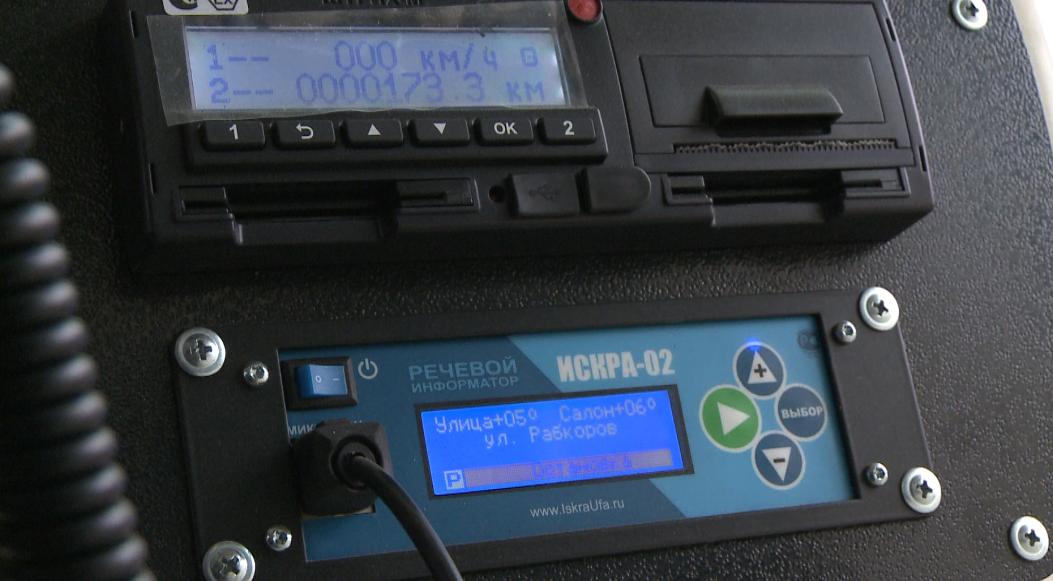 1-- 000 км/ч
2-- 0000173.3 км
1 OK 2
РЕЧЕВОЙ
ИНФОРМАТОР
ИСКРА-02
Улица+05° Салон+06°
ул. Рабкоров
P
ВЫБОР
www.IskraUfa.ru